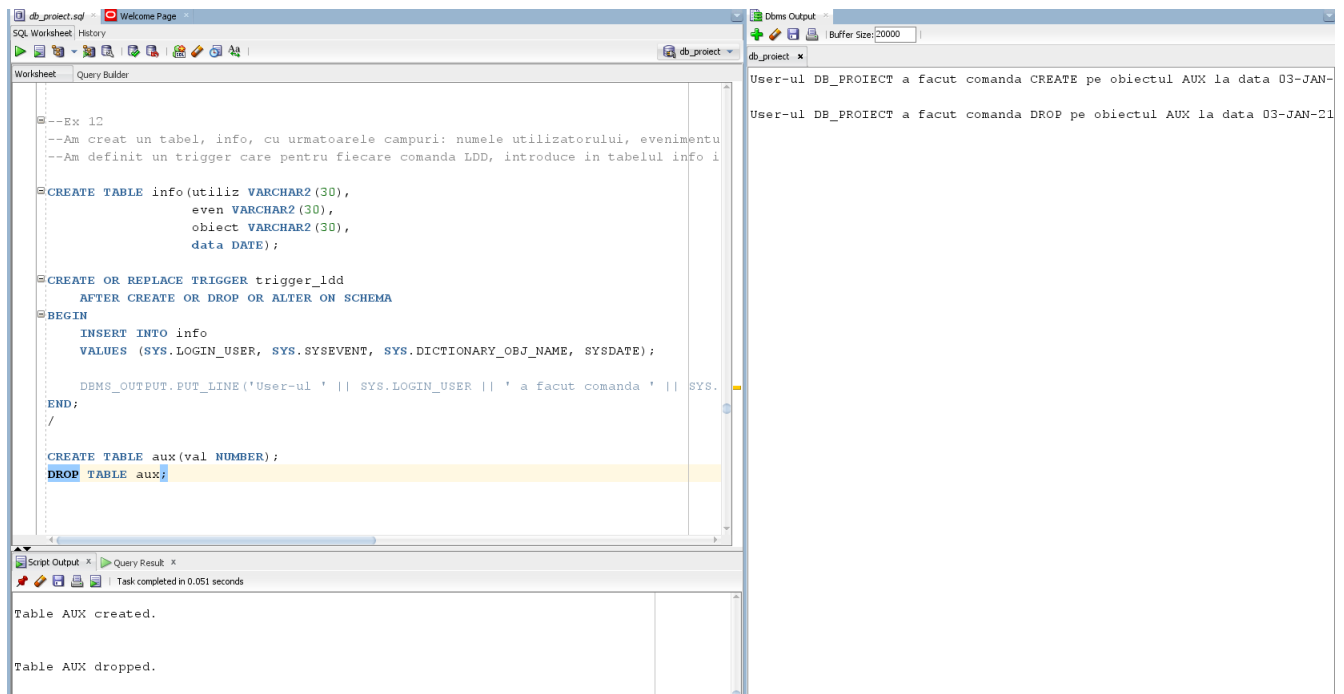 db_proiect.sql
Welcome Page
SQL Worksheet History
db_proiect
Worksheet Query Builder
--Ex 12
--Am creat un tabel, info, cu urmatoarele campuri: numele utilizatorului, evenimentu
--Am definit un trigger care pentru fiecare comanda LDD, introduce in tabelul info i
CREATE TABLE info(utiliz VARCHAR2(30),
even VARCHAR2(30),
obiect VARCHAR2(30),
data DATE);
CREATE OR REPLACE TRIGGER trigger_ldd
AFTER CREATE OR DROP OR ALTER ON SCHEMA
BEGIN
INSERT INTO info
VALUES (SYS.LOGIN_USER, SYS.SYSEVENT, SYS.DICTIONARY_OBJ_NAME, SYSDATE);
DBMS_OUTPUT.PUT_LINE('User-ul ' || SYS.LOGIN_USER || ' a facut comanda ' || SYS.
END;
/
CREATE TABLE aux(val NUMBER);
DROP TABLE aux;
Script Output x Query Result x
Task completed in 0.051 seconds
Table AUX created.
Table AUX dropped.
Dbms Output
Buffer Size: 20000
db_proiect x
User-ul DB_PROIECT a facut comanda CREATE pe obiectul AUX la data 03-JAN-
User-ul DB_PROIECT a facut comanda DROP pe obiectul AUX la data 03-JAN-21